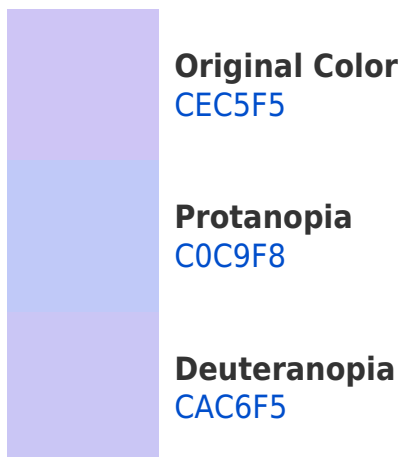 Original Color
CEC5F5
Protanopia
C0C9F8
Deuteranopia
CAC6F5